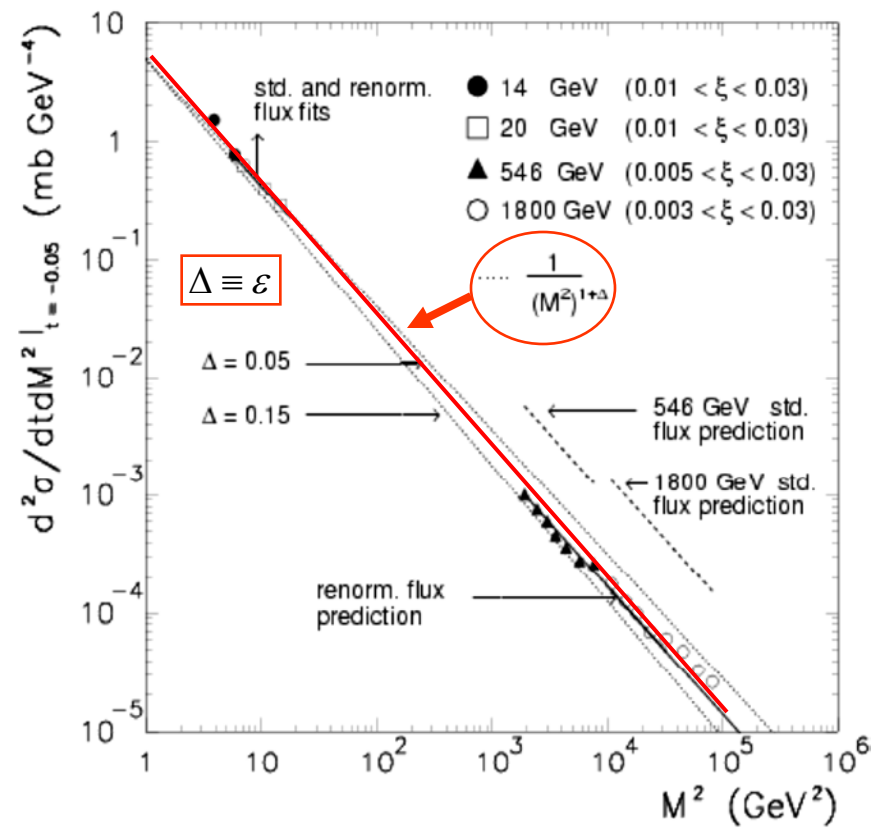 d²σ/dtdM²|ₜ₌₋₀.₀₅ (mb GeV⁻⁴)
10
1
10⁻¹
10⁻²
10⁻³
10⁻⁴
10⁻⁵
std. and renorm.
flux fits
● 14 GeV (0.01 < ξ < 0.03)
□ 20 GeV (0.01 < ξ < 0.03)
▲ 546 GeV (0.005 < ξ < 0.03)
○ 1800 GeV (0.003 < ξ < 0.03)
Δ ≡ ε
1
(M²)¹⁺Δ
Δ = 0.05
Δ = 0.15
546 GeV std.
flux prediction
1800 GeV std.
flux prediction
renorm. flux
prediction
1 10 10² 10³ 10⁴ 10⁵ 10⁶
M² (GeV²)